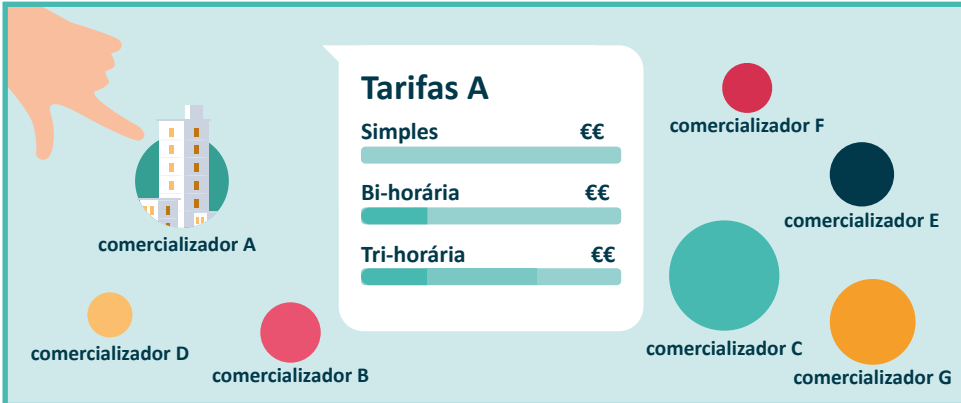 Tarifas A
Simples €€
Bi-horária €€
Tri-horária €€
comercializador A
comercializador D
comercializador B
comercializador F
comercializador E
comercializador C
comercializador G